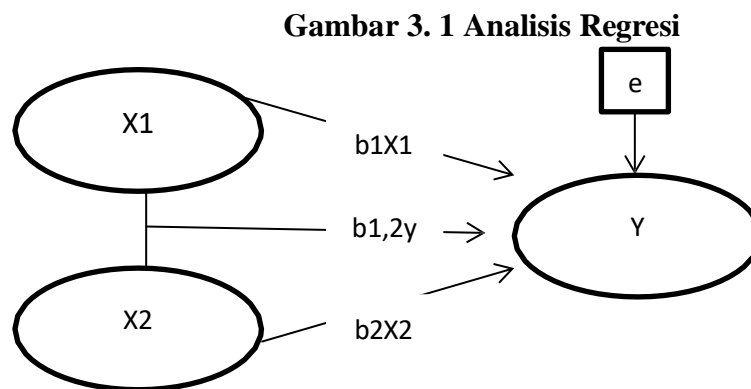 Gambar 3. 1 Analisis Regresi
e
X1
b1X1
b1,2y
Y
X2
b2X2